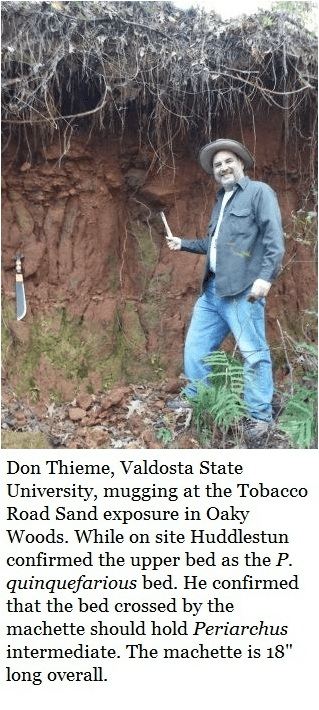 Don Thieme, Valdosta State
University, mugging at the Tobacco
Road Sand exposure in Oaky
Woods. While on site Huddlestun
confirmed the upper bed as the P.
quinquefarious bed. He confirmed
that the bed crossed by the
machette should hold Periarchus
intermediate. The machette is 18"
long overall.